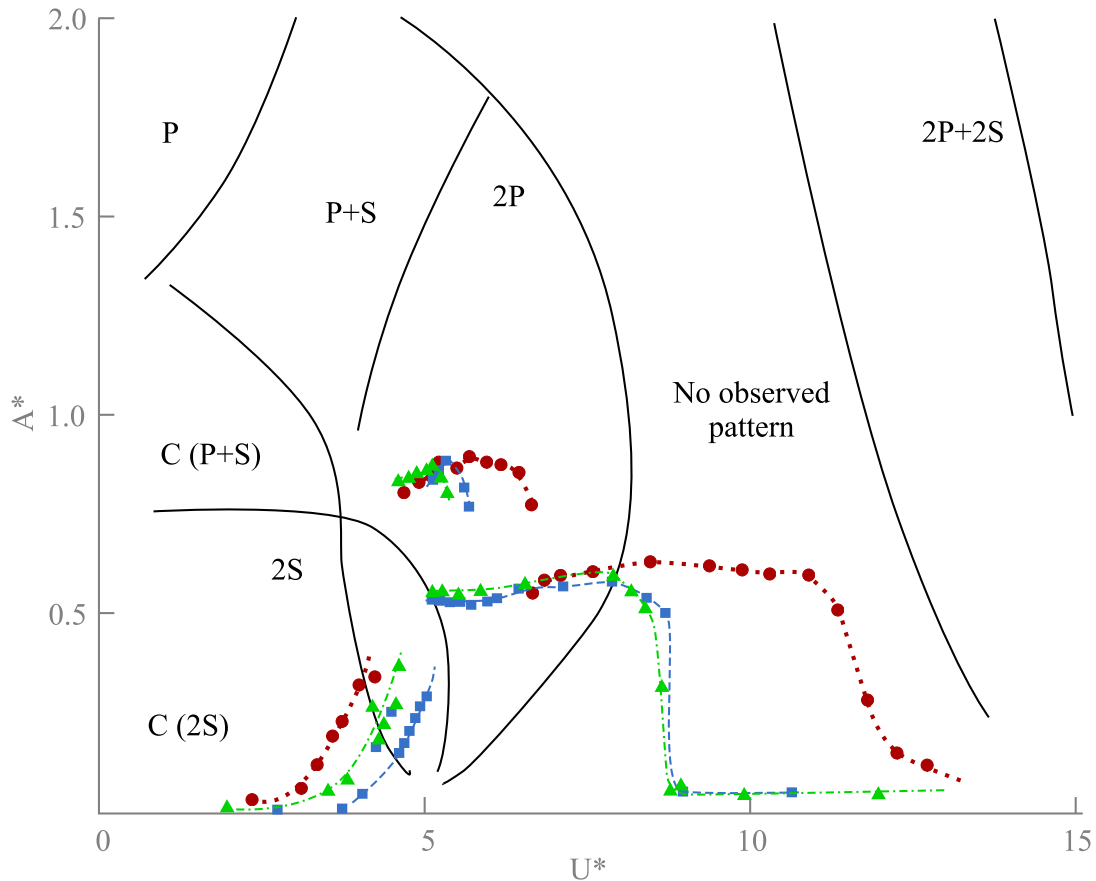 2.0
P
2P+2S
2P
P+S
1.5
No observed
pattern
1.0
A*
C (P+S)
2S
0.5
C (2S)
0
5
10
15
U*